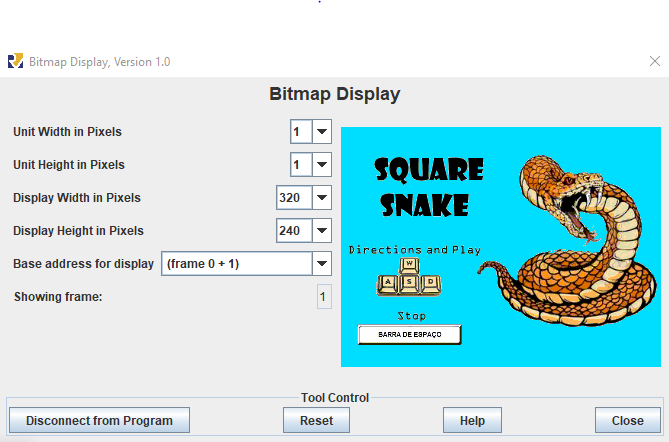 Bitmap Display, Version 1.0
Bitmap Display
Unit Width in Pixels 1
Unit Height in Pixels 1
Display Width in Pixels 320
Display Height in Pixels 240
Base address for display (frame 0 + 1)
Showing frame: 1
SQUARE
SNAKE
Directions and Play
W
A S D
Stop
BARRA DE ESPAÇO
Tool Control
Disconnect from Program Reset Help Close